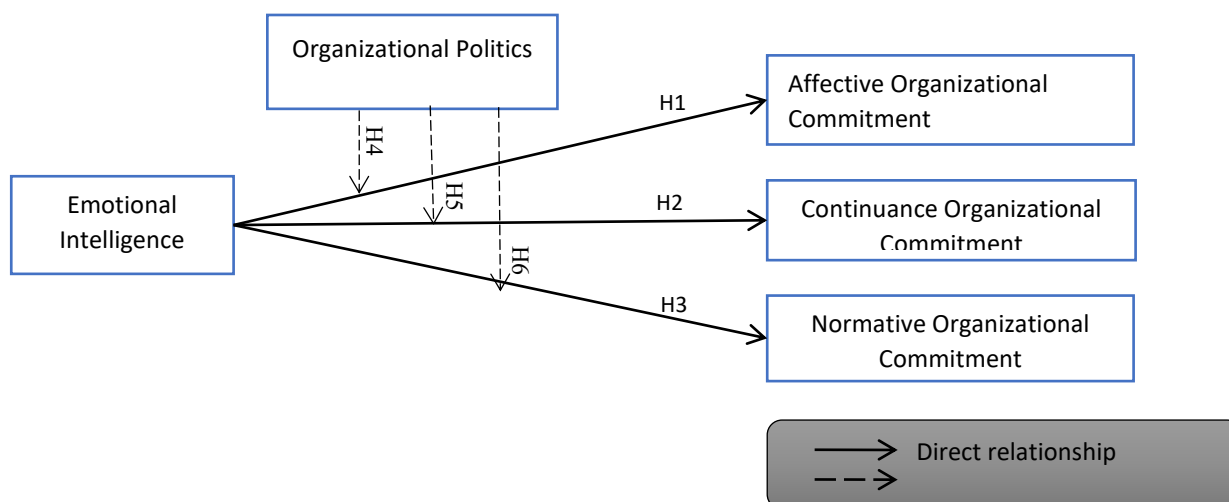 Organizational Politics
Affective Organizational
Commitment
H1
H4
Emotional
Intelligence
H5
H2
Continuance Organizational
Commitment
H6
H3
Normative Organizational
Commitment
Direct relationship